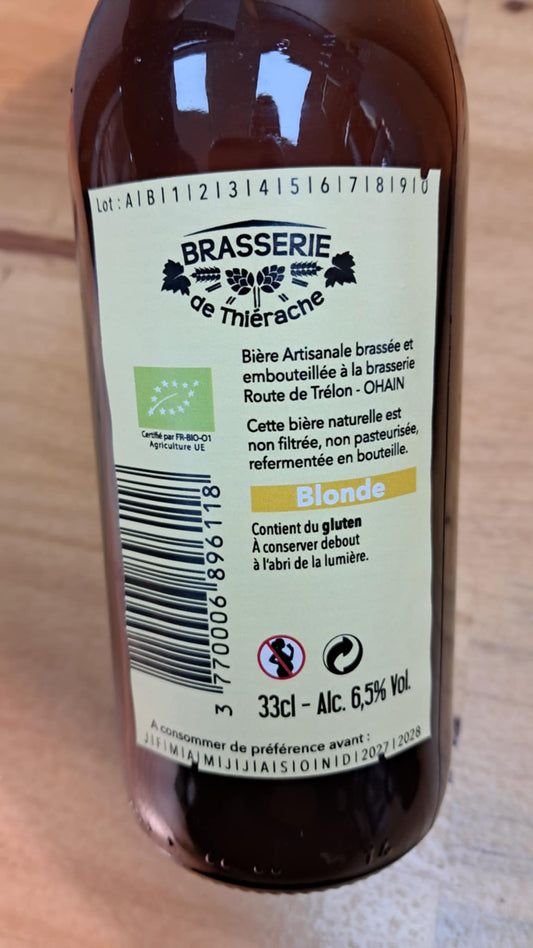 Lot : A | B | 1 | 2 | 3 | 4 | 5 | 6 | 7 | 8 | 9 | 0
BRASSERIE
de Thiérache
Bière Artisanale brassée et
embouteillée à la brasserie
Route de Trélon - OHAIN
Cette bière naturelle est
non filtrée, non pasteurisée,
refermentée en bouteille.
Certifié par FR-BIO-01
Agriculture UE
Blonde
Contient du gluten
À conserver debout
à l'abri de la lumière.
3 770006 896118
33cl - Alc. 6,5% Vol.
A consommer de préférence avant :
J | F | M | A | M | J | J | A | S | O | N | D | 2027 | 2028